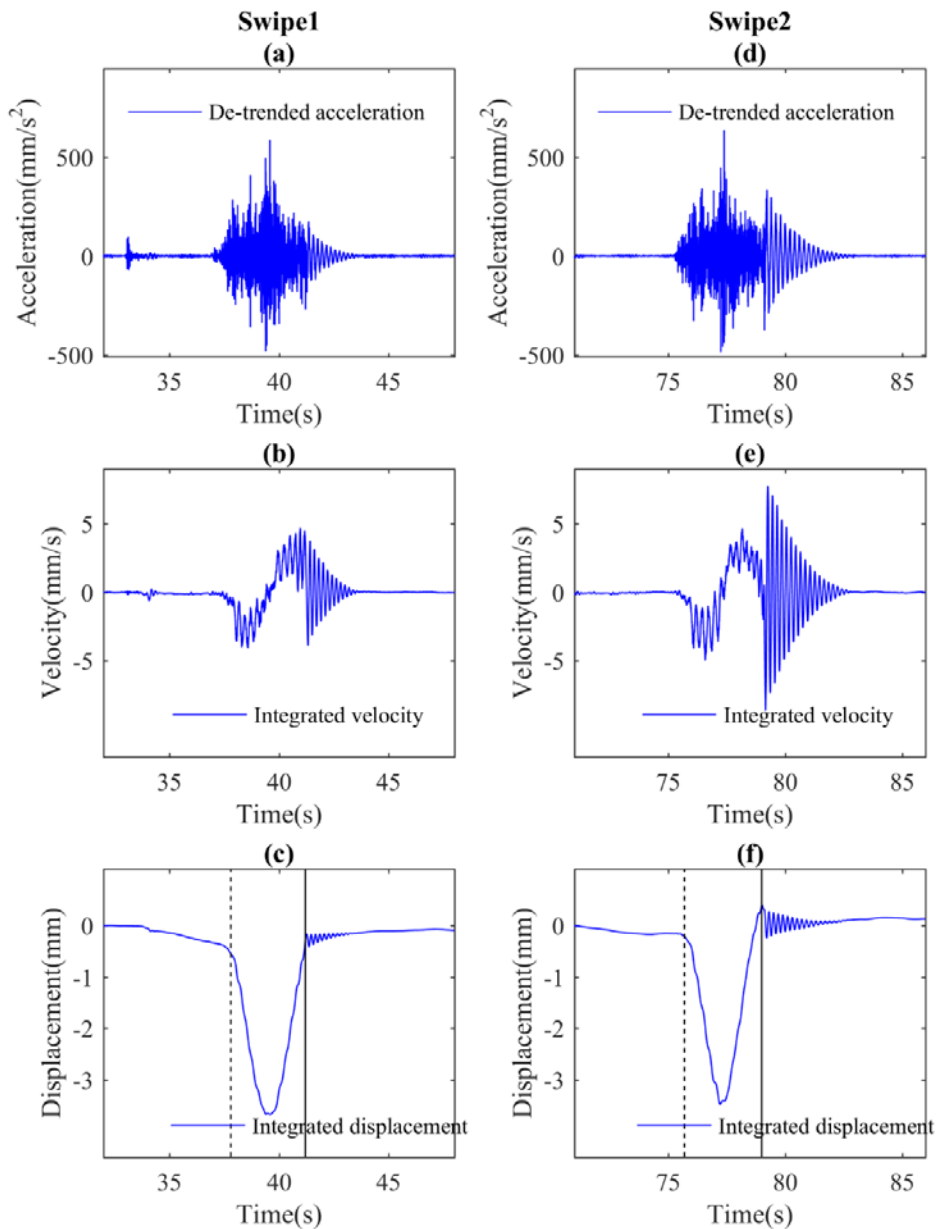 Swipe1
(a)
De-trended acceleration
Acceleration(mm/s²)
500
0
-500
35 40 45
Time(s)
Swipe2
(d)
De-trended acceleration
Acceleration(mm/s²)
500
0
-500
75 80 85
Time(s)
(b)
Velocity(mm/s)
5
0
-5
Integrated velocity
35 40 45
Time(s)
(e)
Velocity(mm/s)
5
0
-5
Integrated velocity
75 80 85
Time(s)
(c)
Displacement(mm)
0
-1
-2
-3
Integrated displacement
35 40 45
Time(s)
(f)
Displacement(mm)
0
-1
-2
-3
Integrated displacement
75 80 85
Time(s)